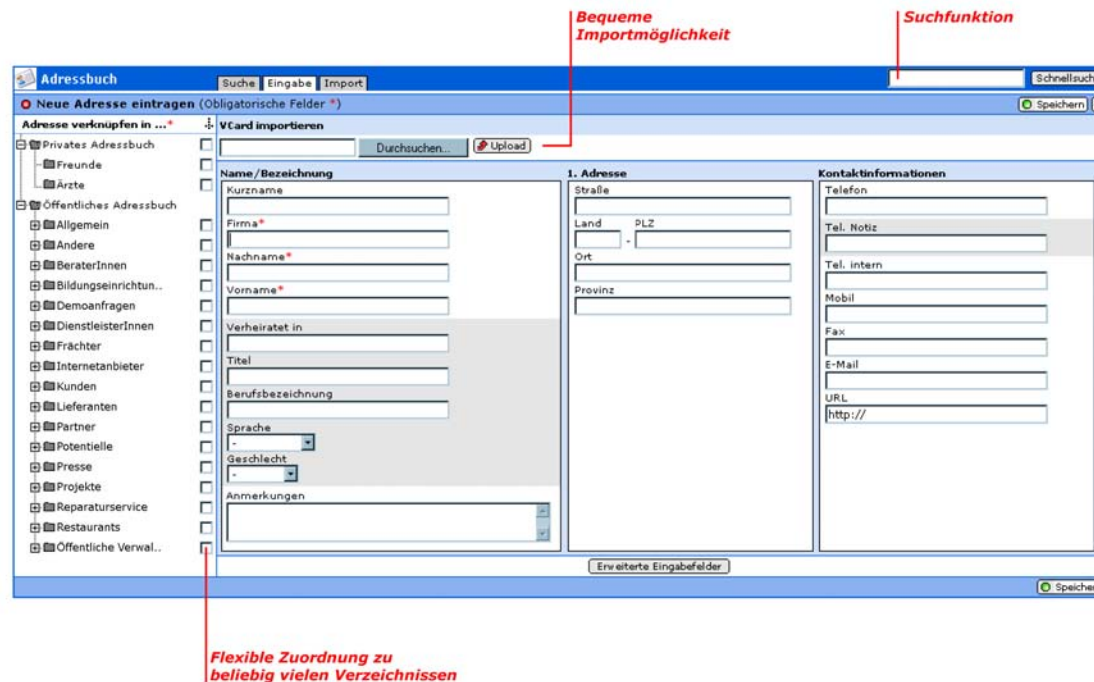 Bequeme
Importmöglichkeit
Suchfunktion
Adressbuch
Suche Eingabe Import
Schnellsuch
Neue Adresse eintragen (Obligatorische Felder *)
Speichern
Adresse verknüpfen in ...*
VCard importieren
Durchsuchen... Upload
Privates Adressbuch
Freunde
Ärzte
Öffentliches Adressbuch
Allgemein
Andere
BeraterInnen
Bildungseinrichtun..
Demoanfragen
DienstleisterInnen
Frächter
Internetanbieter
Kunden
Lieferanten
Partner
Potentielle
Presse
Projekte
Reparaturservice
Restaurants
Öffentliche Verwal..
Name/Bezeichnung
Kurzname
Firma*
Nachname*
Vorname*
Verheiratet in
Titel
Berufsbezeichnung
Sprache
-
Geschlecht
-
Anmerkungen
1. Adresse
Straße
Land PLZ
-
Ort
Provinz
Kontaktinformationen
Telefon
Tel. Notiz
Tel. intern
Mobil
Fax
E-Mail
URL
http://
Erweiterte Eingabefelder
Speicher
Flexible Zuordnung zu
beliebig vielen Verzeichnissen